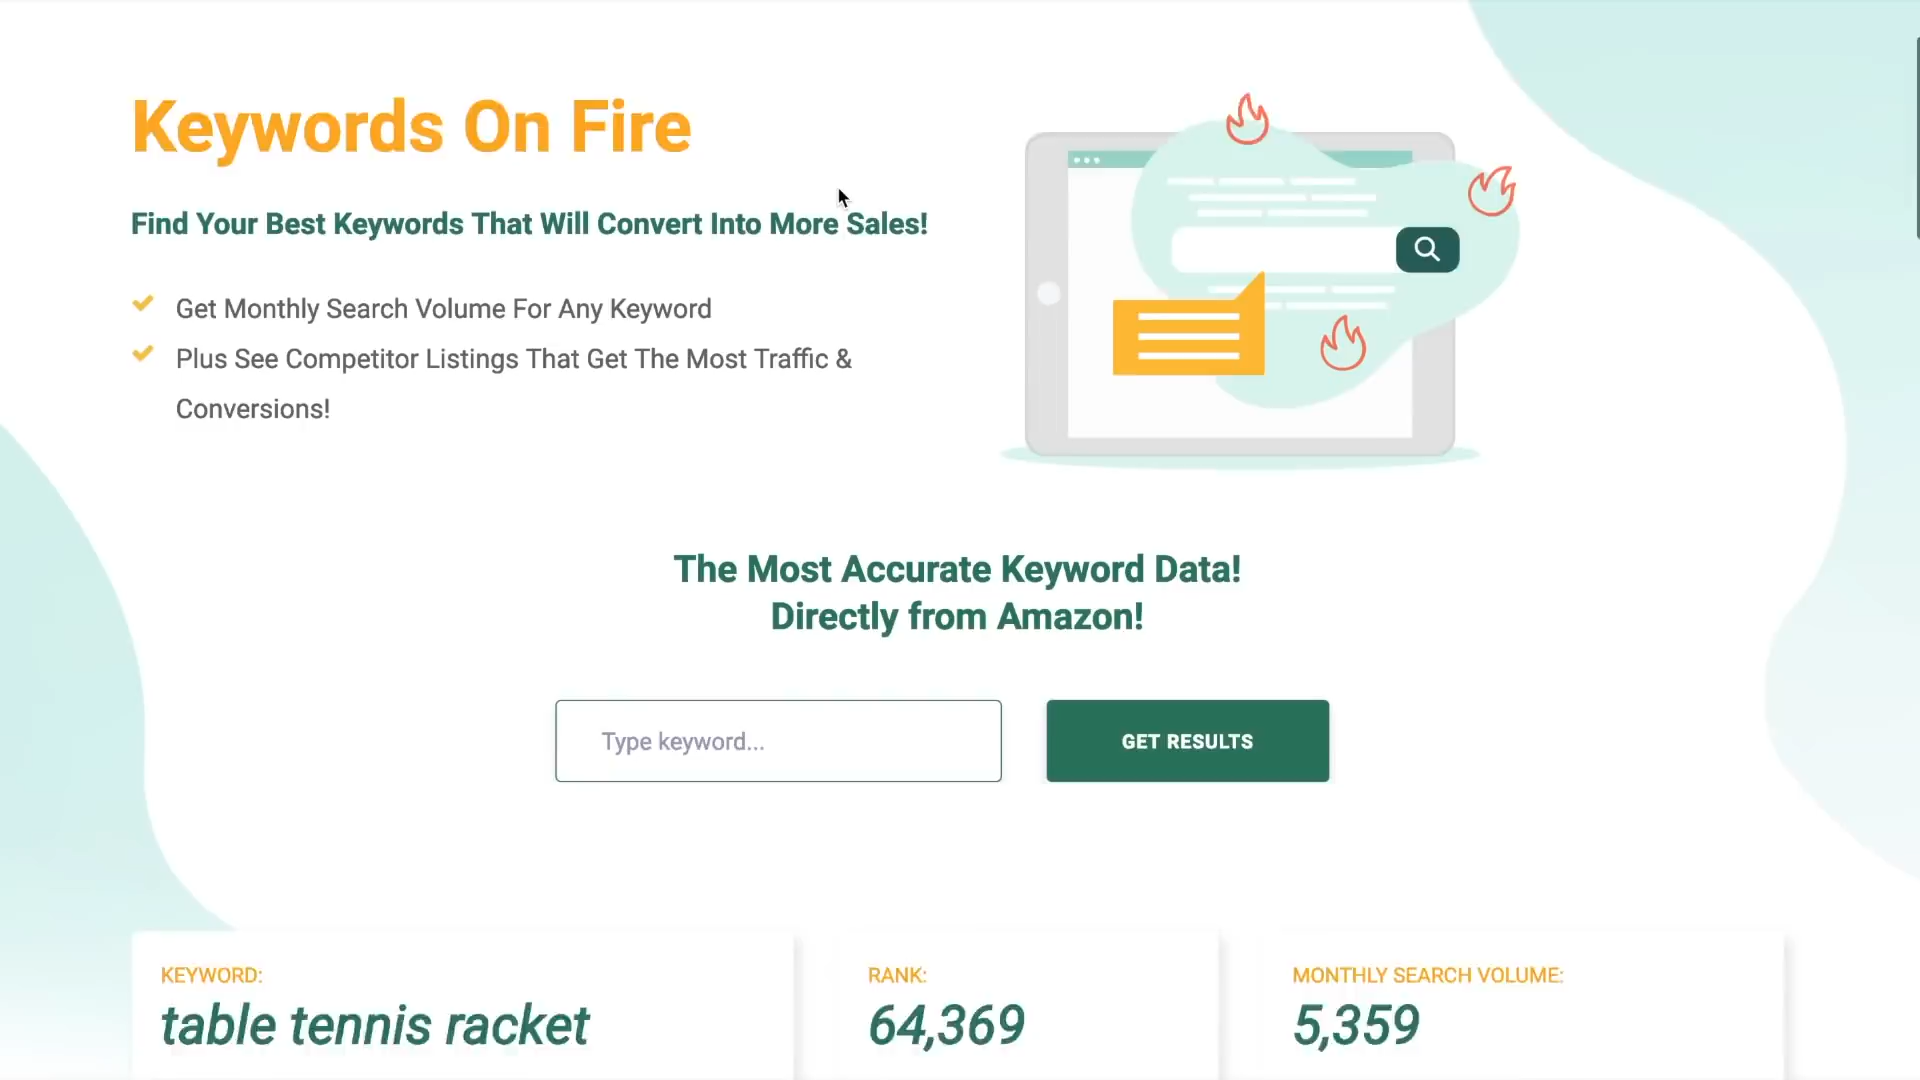 Keywords On Fire
Find Your Best Keywords That Will Convert Into More Sales!
Get Monthly Search Volume For Any Keyword
Plus See Competitor Listings That Get The Most Traffic &
Conversions!
The Most Accurate Keyword Data!
Directly from Amazon!
Type keyword...
GET RESULTS
KEYWORD:
table tennis racket
RANK:
64,369
MONTHLY SEARCH VOLUME:
5,359